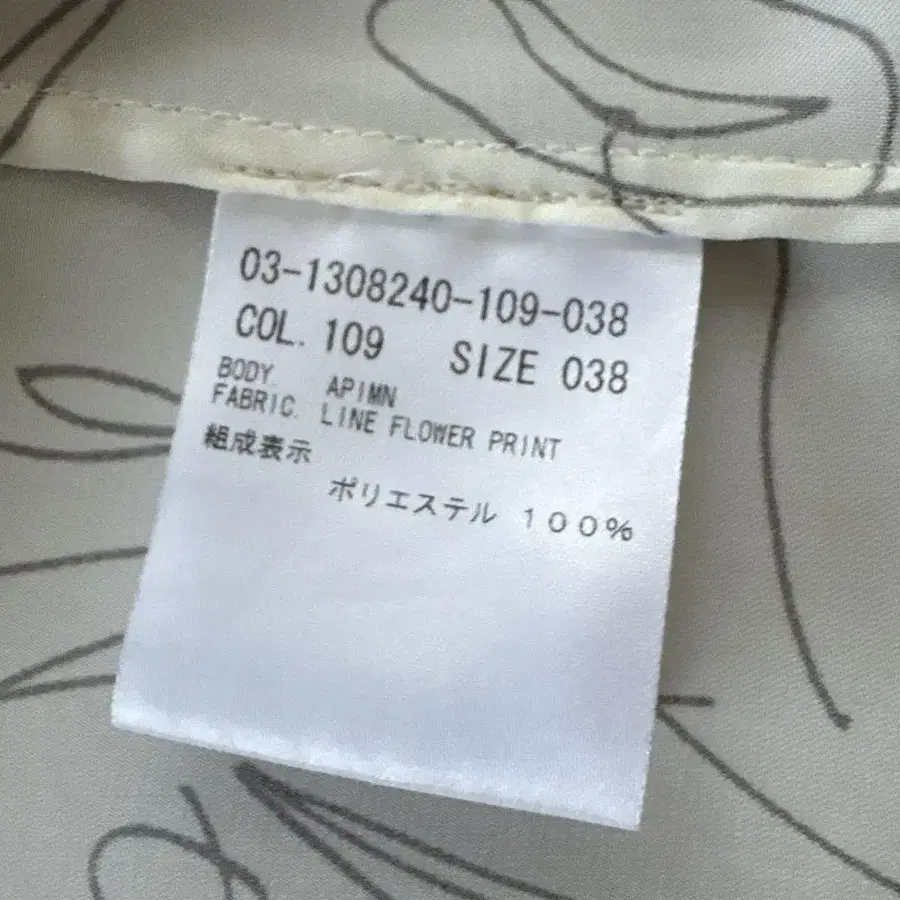 03-1308240-109-038
COL. 109 SIZE 038
BODY. APIMN
FABRIC. LINE FLOWER PRINT
組成表示
ポリエステル 100%